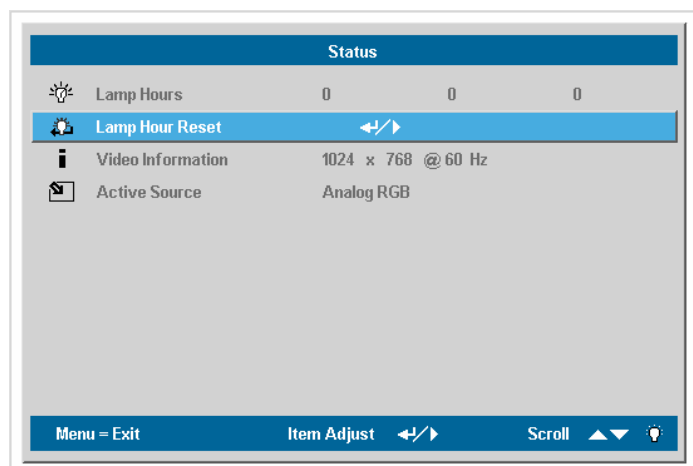 Status
Lamp Hours 0 0 0
Lamp Hour Reset
Video Information 1024 x 768 @ 60 Hz
Active Source Analog RGB
Menu = Exit Item Adjust Scroll